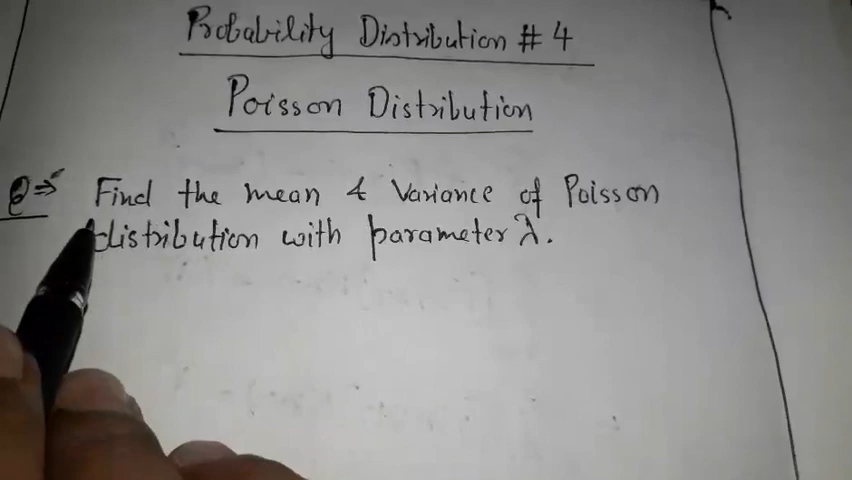 Probability Distribution # 4
Poisson Distribution
Q⇒ Find the mean & Variance of Poisson
distribution with parameter λ.